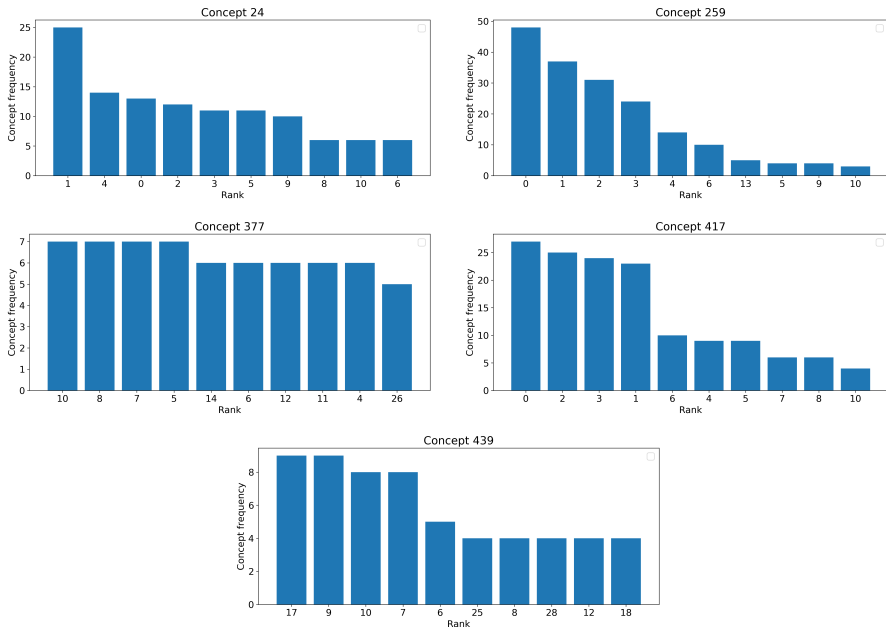 Concept 24
Concept frequency
25
20
15
10
5
0
1 4 0 2 3 5 9 8 10 6
Rank
Concept 259
Concept frequency
50
40
30
20
10
0
0 1 2 3 4 6 13 5 9 10
Rank
Concept 377
Concept frequency
7
6
5
4
3
2
1
0
10 8 7 5 14 6 12 11 4 26
Rank
Concept 417
Concept frequency
25
20
15
10
5
0
0 2 3 1 6 4 5 7 8 10
Rank
Concept 439
Concept frequency
8
6
4
2
0
17 9 10 7 6 25 8 28 12 18
Rank